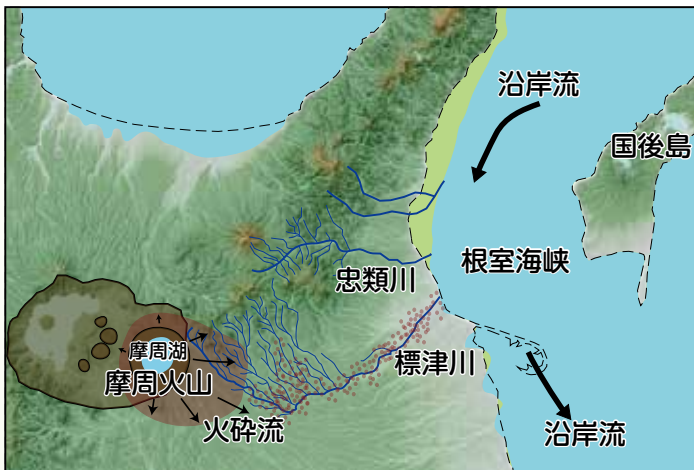 沿岸流
国後島
根室海峡
忠類川
摩周湖
標津川
摩周火山
火砕流
沿岸流